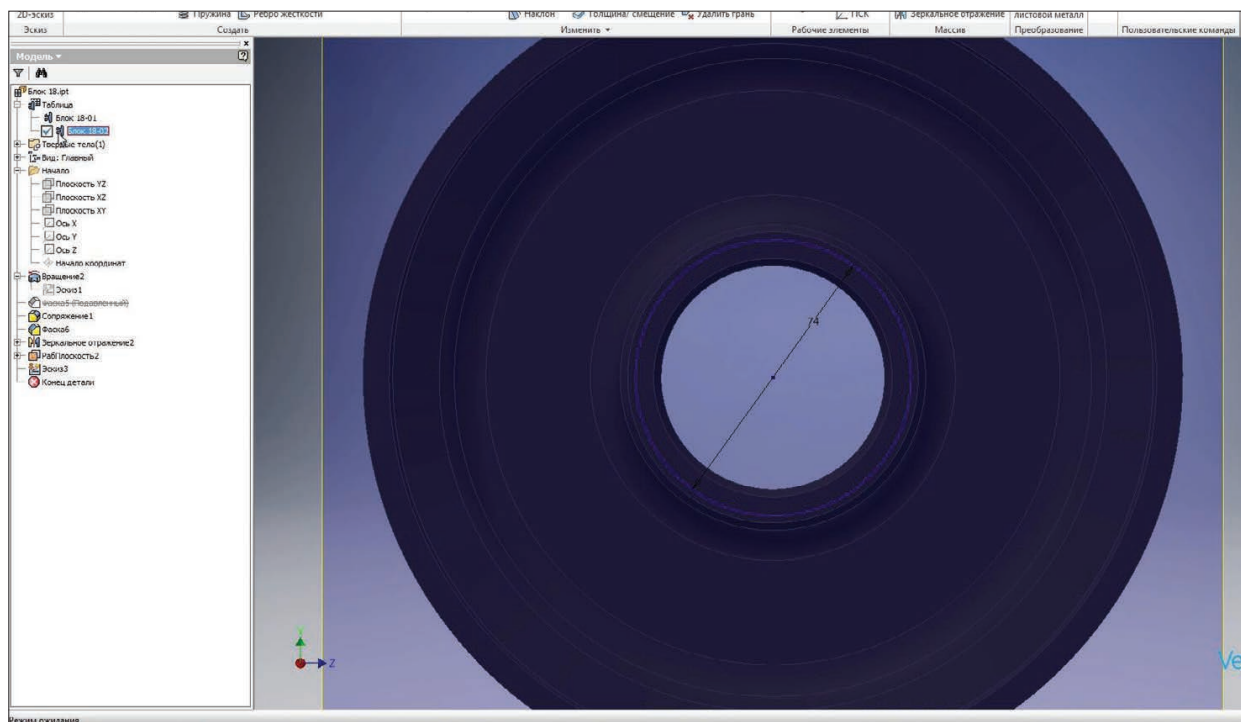 2D-эскиз Пружина Ребро жесткости Наклон Толщина/ смещение Удалить грань ПСК Зеркальное отражение листовой металл
Эскиз Создать Изменить Рабочие элементы Массив Преобразование Пользовательские команды
Модель
Блок 18.ipt
Таблица
Блок 18-01
Блок 18-02
Твердые тела(1)
Вид: Главный
Начало
Плоскость YZ
Плоскость XZ
Плоскость XY
Ось X
Ось Y
Ось Z
Начало координат
Вращение2
Эскиз1
Фаска5 (Подавленный)
Сопряжение1
Фаска6
Зеркальное отражение2
РабПлоскость2
Эскиз3
Конец детали
74
Y
Z
Ve
Режим ожидания